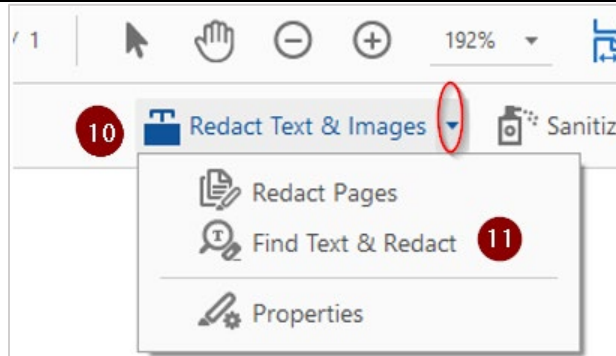 / 1 192%
10 Redact Text & Images Sanitiz
Redact Pages
Find Text & Redact 11
Properties